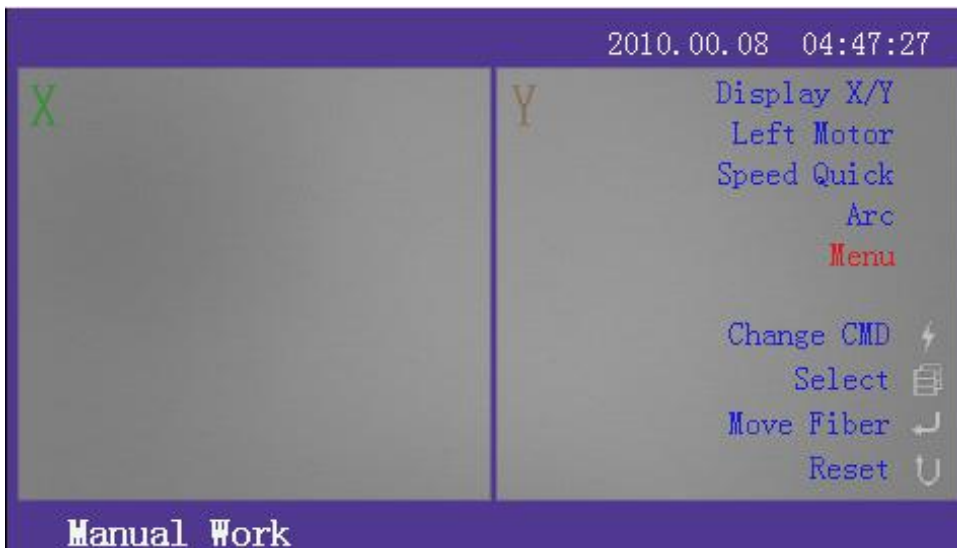 2010.00.08 04:47:27
X
Y
Display X/Y
Left Motor
Speed Quick
Arc
Menu
Change CMD
Select
Move Fiber
Reset
Manual Work